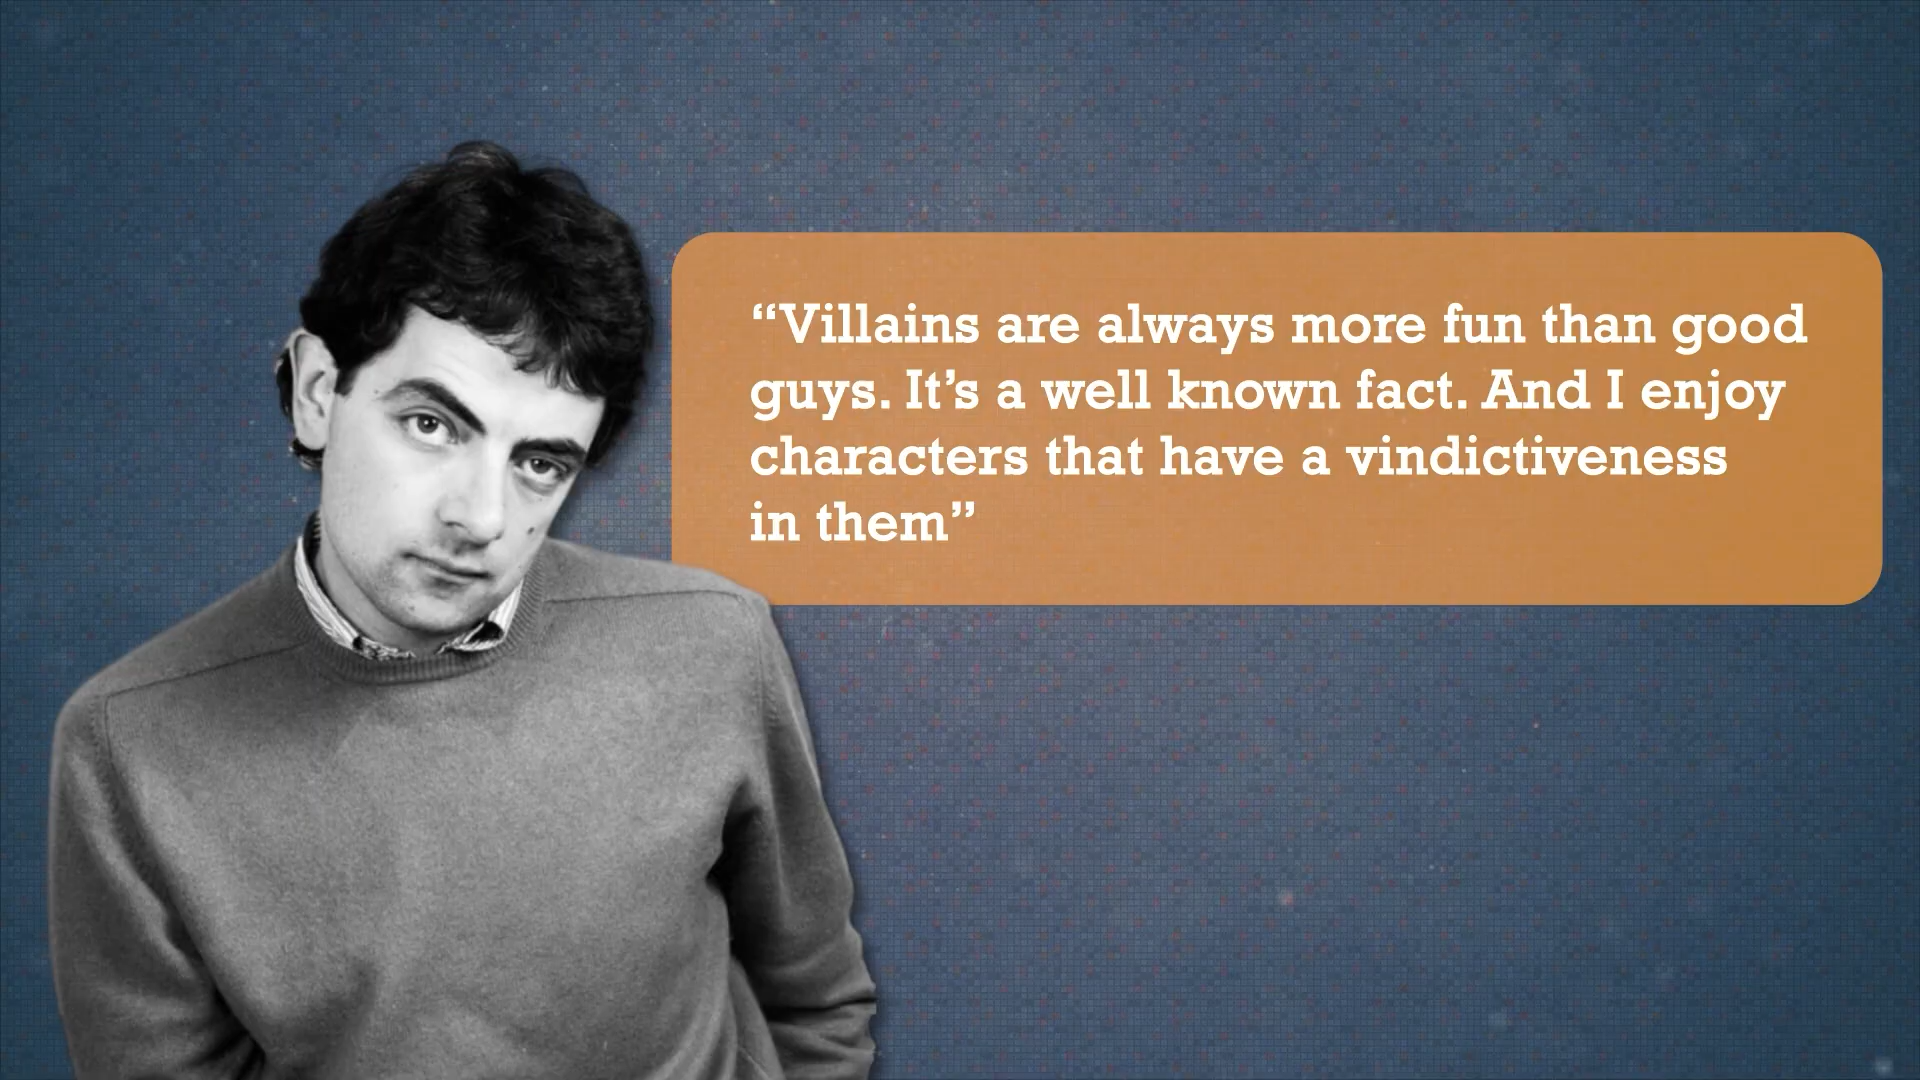 “Villains are always more fun than good
guys. It’s a well known fact. And I enjoy
characters that have a vindictiveness
in them”